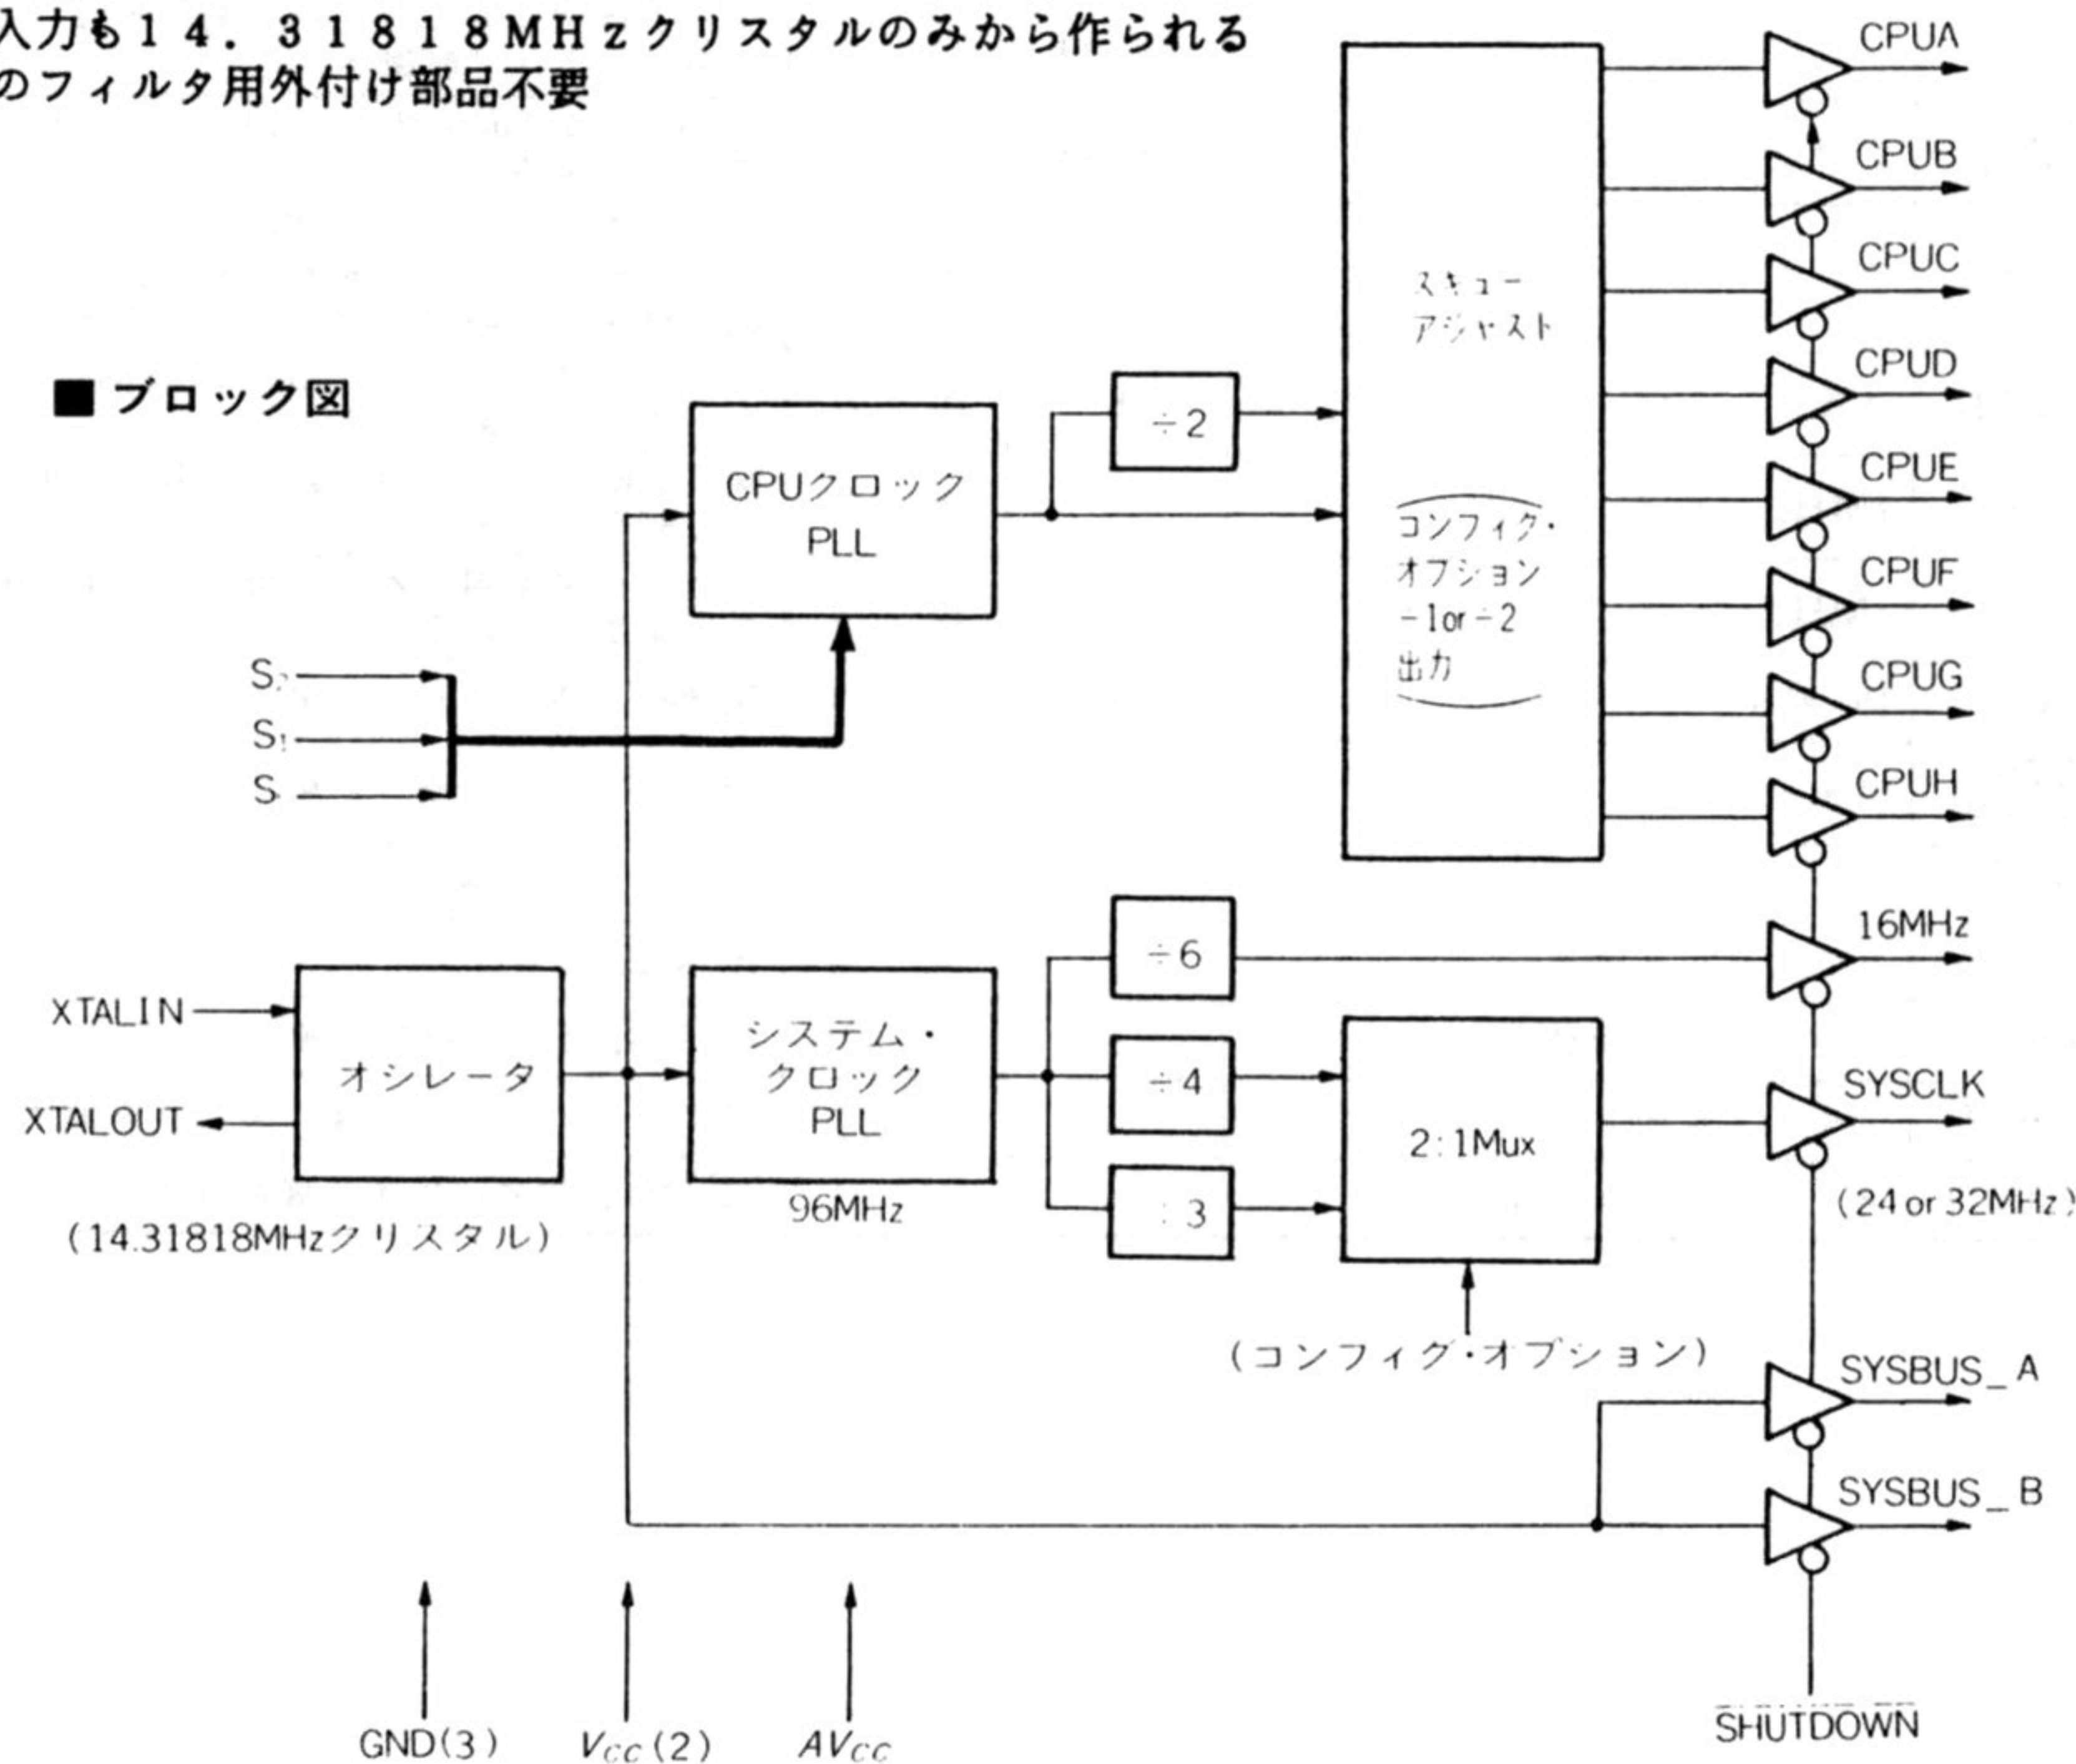 入力も１４．３１８１８ＭＨｚクリスタルのみから作られる
のフィルタ用外付け部品不要
■ ブロック図
CPUクロック
PLL
÷2
スキュー
アジャスト
コンフィク・
オプション
÷1or÷2
出力
CPUA
CPUB
CPUC
CPUD
CPUE
CPUF
CPUG
CPUH
S₂
S₁
S
XTALIN
XTALOUT
オシレータ
(14.31818MHzクリスタル)
システム・
クロック
PLL
96MHz
÷6
÷4
÷3
2:1Mux
(コンフィグ・オプション)
16MHz
SYSCLK
(24 or 32MHz)
SYSBUS_A
SYSBUS_B
GND(3)
VCC(2)
AVCC
SHUTDOWN